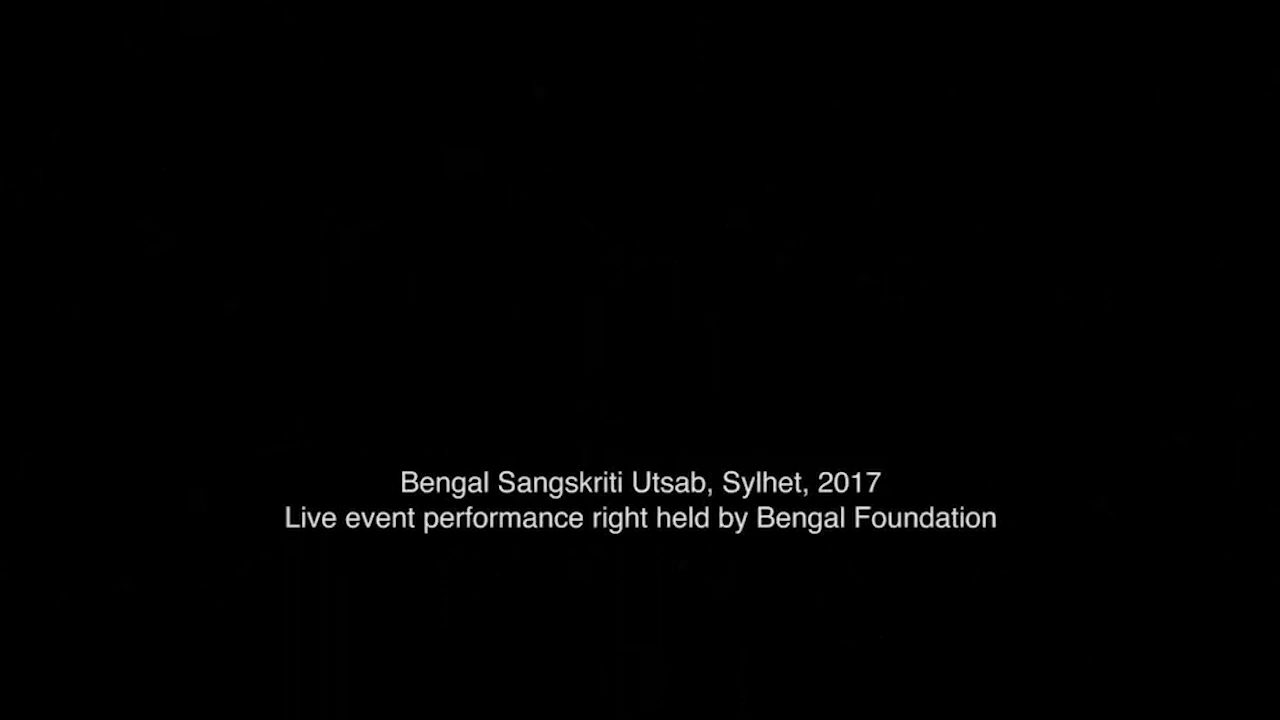 Bengal Sangskriti Utsab, Sylhet, 2017
Live event performance right held by Bengal Foundation